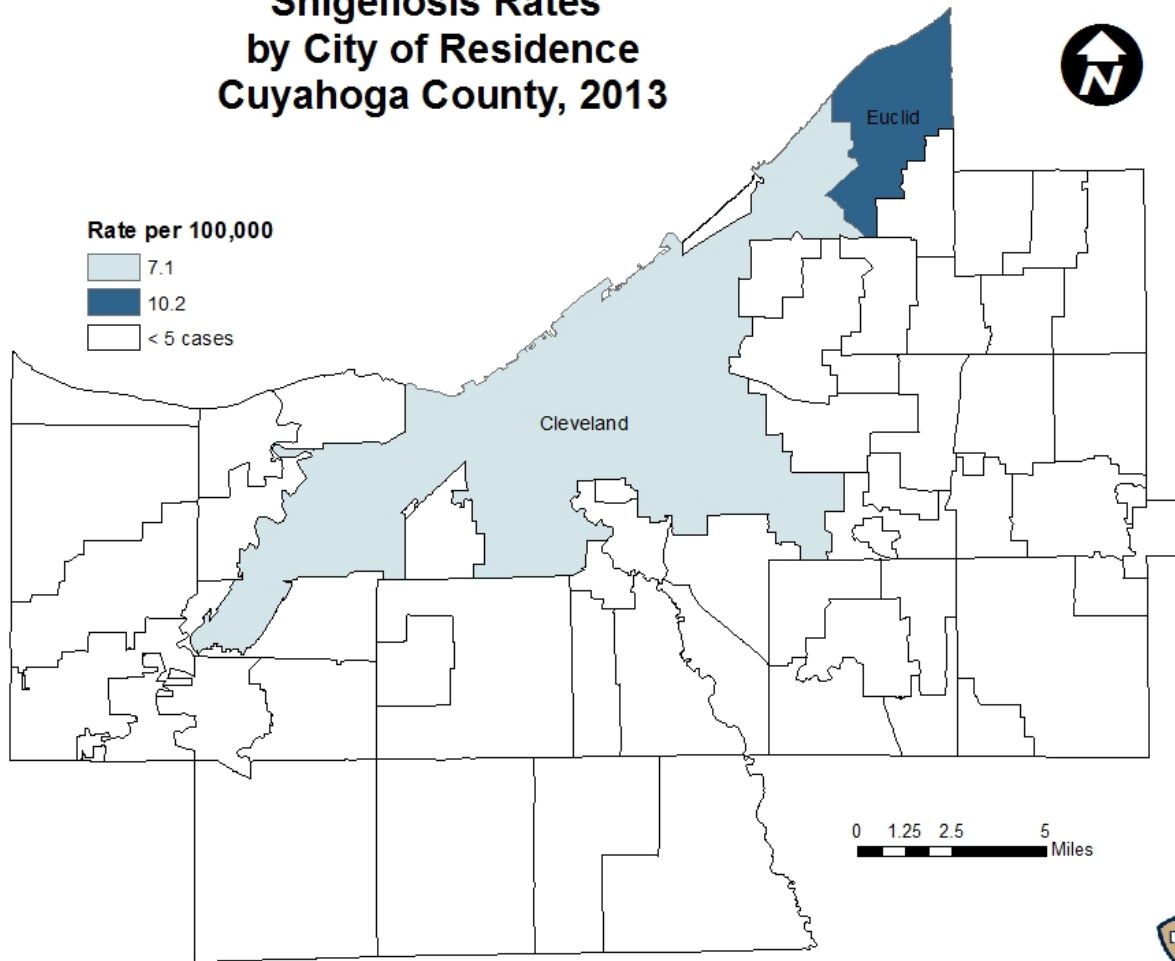 Shigellosis Rates
by City of Residence
Cuyahoga County, 2013
N
Euclid
Rate per 100,000
7.1
10.2
< 5 cases
Cleveland
0 1.25 2.5 5
Miles